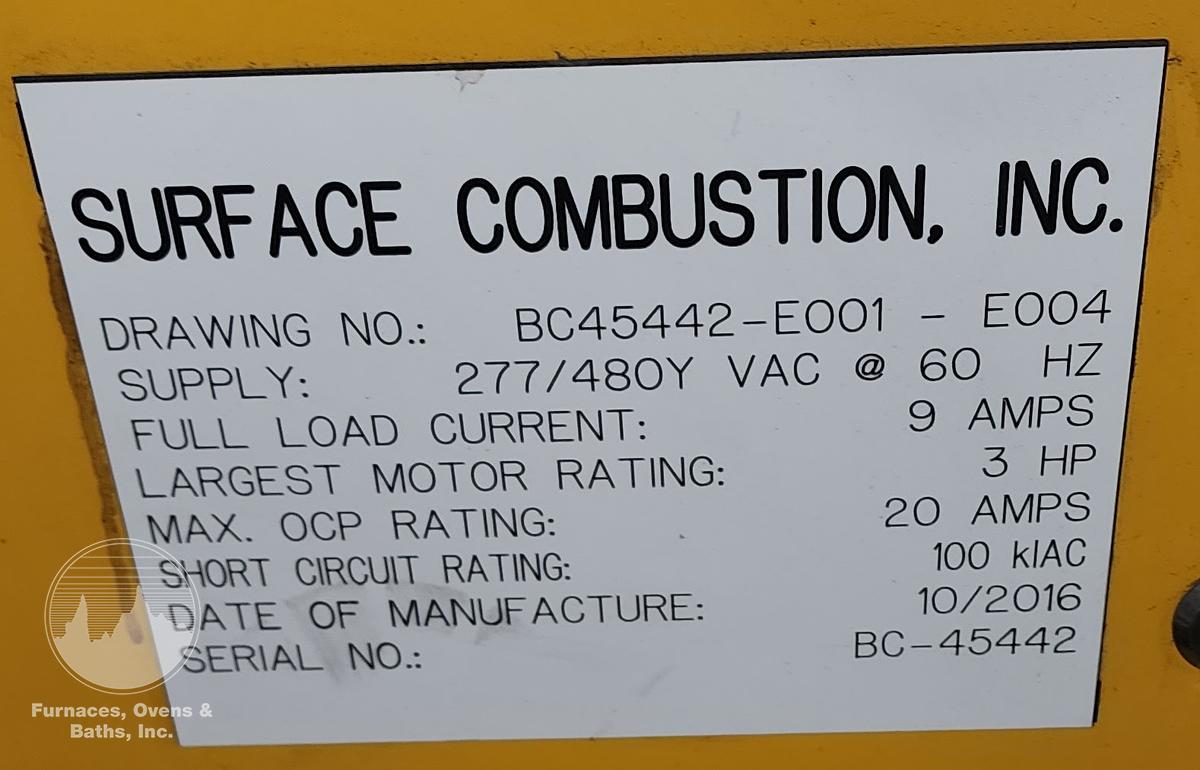 SURFACE COMBUSTION, INC.
DRAWING NO.: BC45442-E001 - E004
SUPPLY: 277/480Y VAC @ 60 HZ
FULL LOAD CURRENT: 9 AMPS
LARGEST MOTOR RATING: 3 HP
MAX. OCP RATING: 20 AMPS
SHORT CIRCUIT RATING: 100 kIAC
DATE OF MANUFACTURE: 10/2016
SERIAL NO.: BC-45442
Furnaces, Ovens &
Baths, Inc.